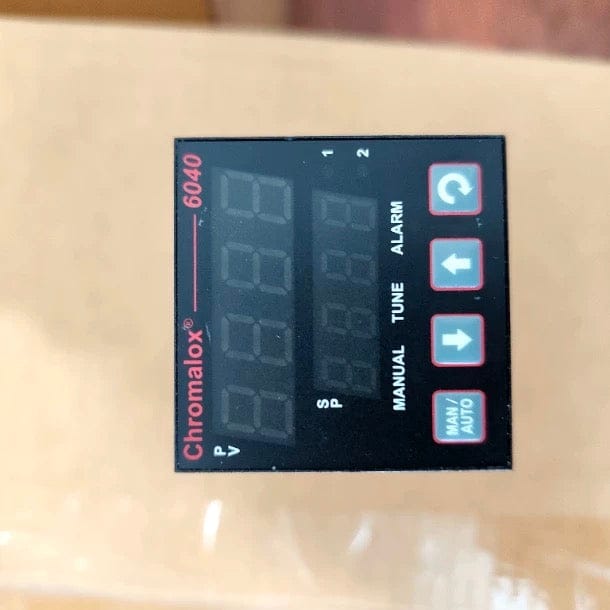 Chromalox® 6040
PV
SP
1
2
MANUAL TUNE ALARM
MAN/
AUTO